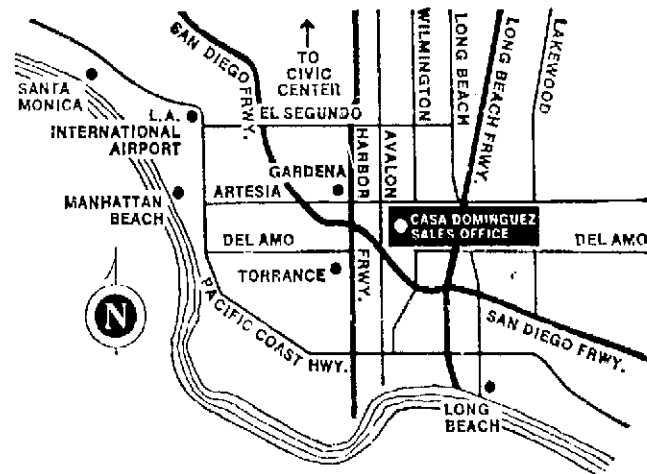 SAN DIEGO FRWY.
TO
CIVIC
CENTER
WILMINGTON
LONG BEACH
LONG BEACH FRWY.
LAKEWOOD
SANTA
MONICA
L.A.
INTERNATIONAL
AIRPORT
EL SEGUNDO
HARBOR
FRWY.
AVALON
GARDENA
ARTESIA
MANHATTAN
BEACH
CASA DOMINGUEZ
SALES OFFICE
DEL AMO
DEL AMO
TORRANCE
N
PACIFIC COAST HWY.
SAN DIEGO FRWY.
LONG
BEACH